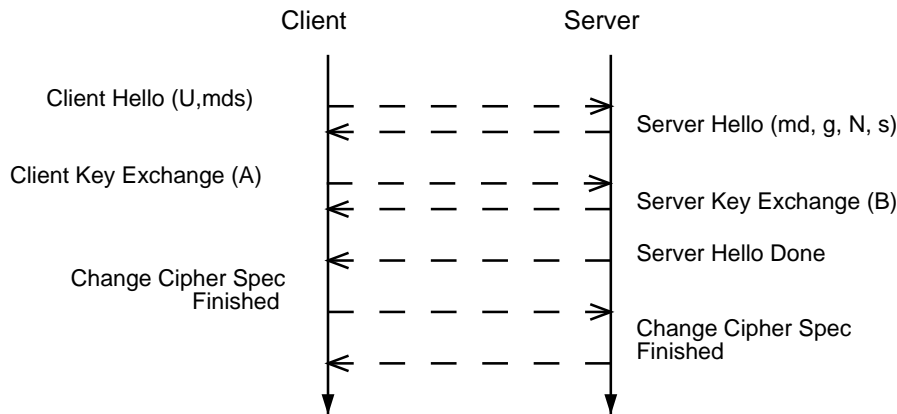 Client
Server
Client Hello (U,mds)
Server Hello (md, g, N, s)
Client Key Exchange (A)
Server Key Exchange (B)
Server Hello Done
Change Cipher Spec
Finished
Change Cipher Spec
Finished